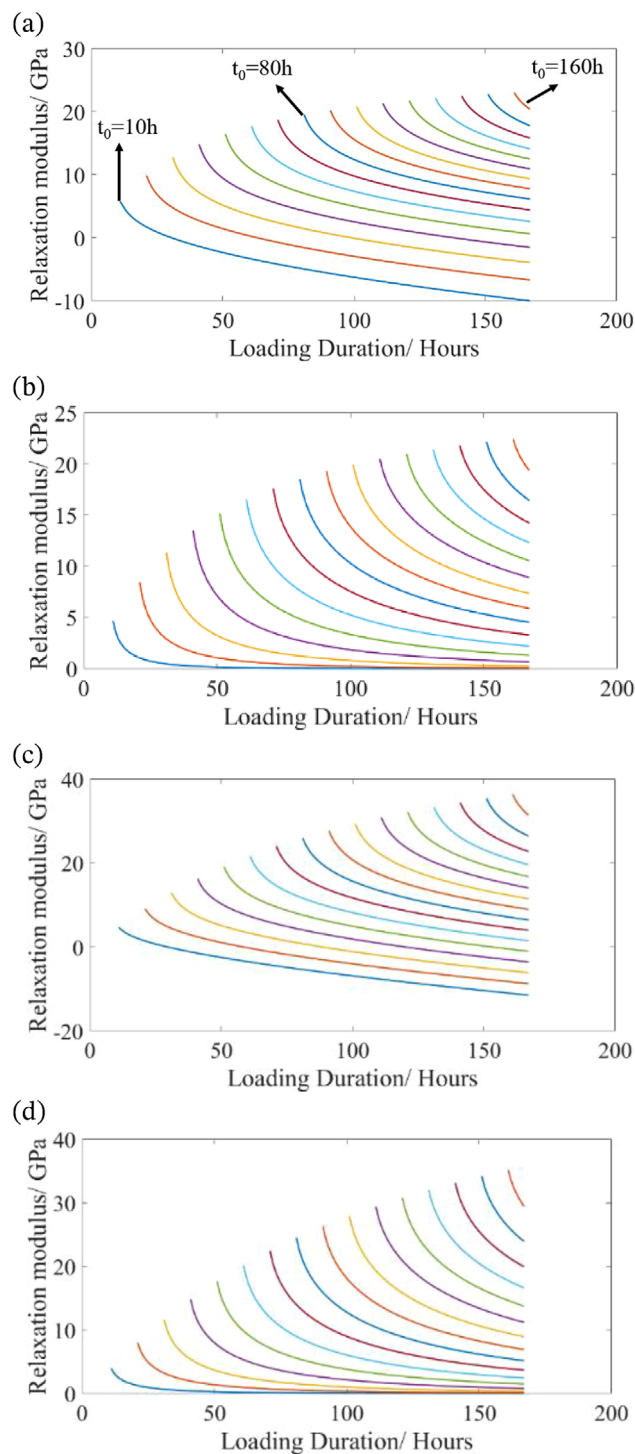 (a)
Relaxation modulus/ GPa
30
20
10
0
-10
t0=10h
t0=80h
t0=160h
0 50 100 150 200
Loading Duration/ Hours
(b)
Relaxation modulus/ GPa
25
20
15
10
5
0
0 50 100 150 200
Loading Duration/ Hours
(c)
Relaxation modulus/ GPa
40
20
0
-20
0 50 100 150 200
Loading Duration/ Hours
(d)
Relaxation modulus/ GPa
40
30
20
10
0
0 50 100 150 200
Loading Duration/ Hours